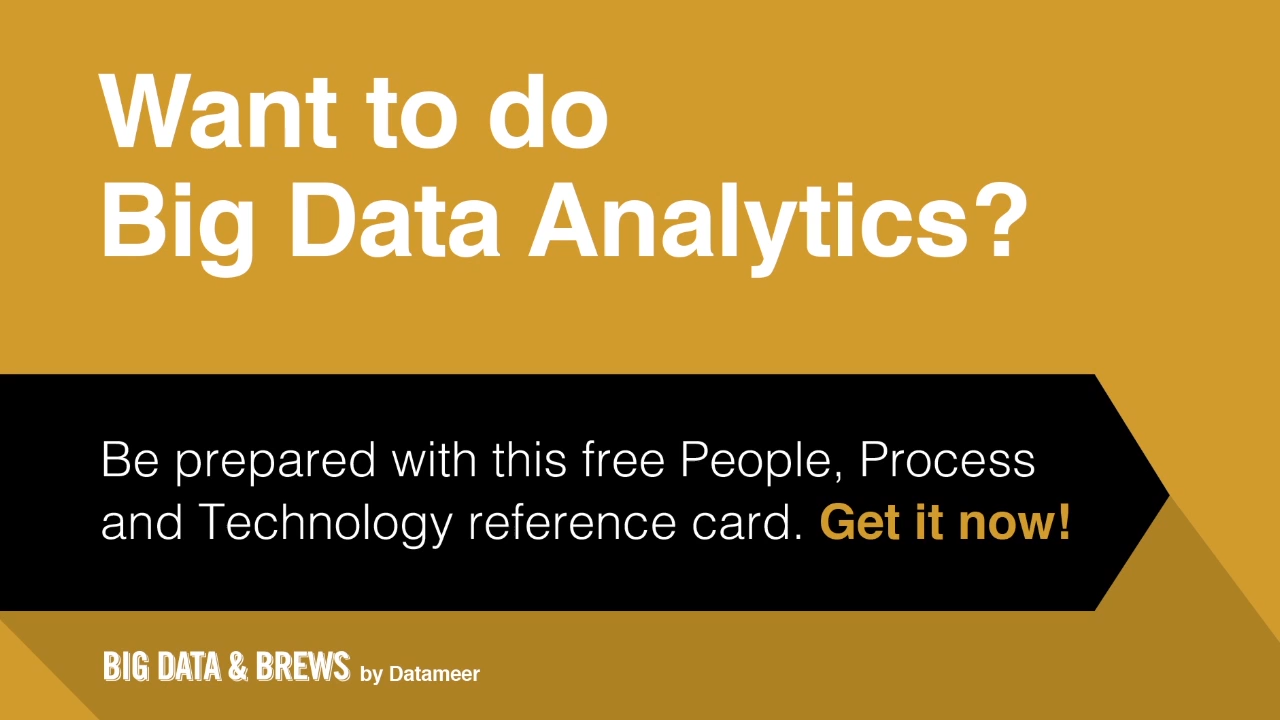 Want to do
Big Data Analytics?
Be prepared with this free People, Process
and Technology reference card. Get it now!
BIG DATA & BREWS by Datameer